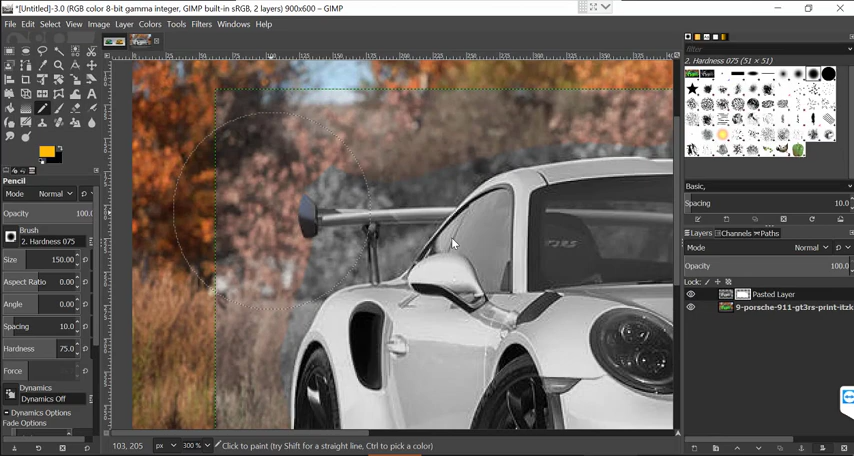 *[Untitled]-3.0 (RGB color 8-bit gamma integer, GIMP built-in sRGB, 2 layers) 900x600 – GIMP
File Edit Select View Image Layer Colors Tools Filters Windows Help
filter
2. Hardness 075 (51 × 51)
Pencil
Mode Normal
Opacity 100.
Brush
2. Hardness 075
Size 150.00
Aspect Ratio 0.00
Angle 0.00
Spacing 10.0
Hardness 75.0
Force
Dynamics
Dynamics Off
Dynamics Options
Fade Options
Basic,
Spacing 10.0
Layers Channels Paths
Mode Normal
Opacity 100.0
Lock:
Pasted Layer
9-porsche-911-gt3rs-print-itzk
103, 205 px 300 % Click to paint (try Shift for a straight line, Ctrl to pick a color)